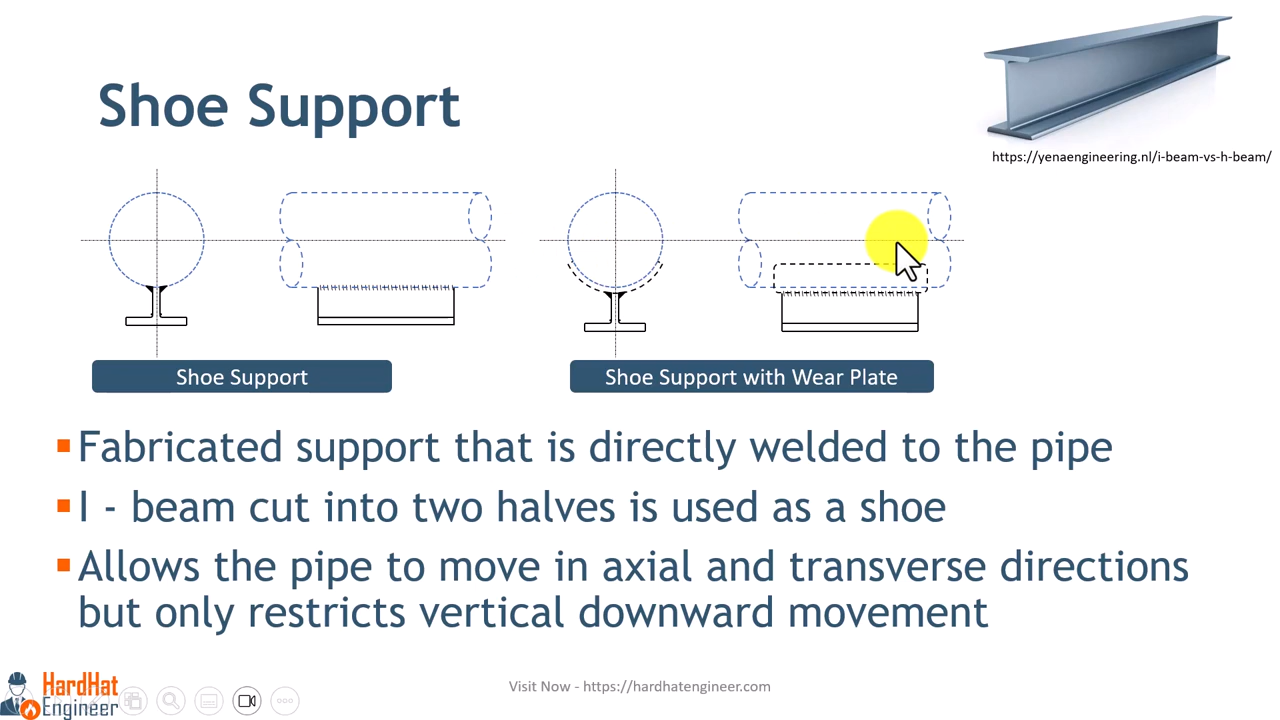 Shoe Support
https://yenaengineering.nl/i-beam-vs-h-beam/
Shoe Support
Shoe Support with Wear Plate
Fabricated support that is directly welded to the pipe
I - beam cut into two halves is used as a shoe
Allows the pipe to move in axial and transverse directions
but only restricts vertical downward movement
HardHat
Engineer
Visit Now - https://hardhatengineer.com